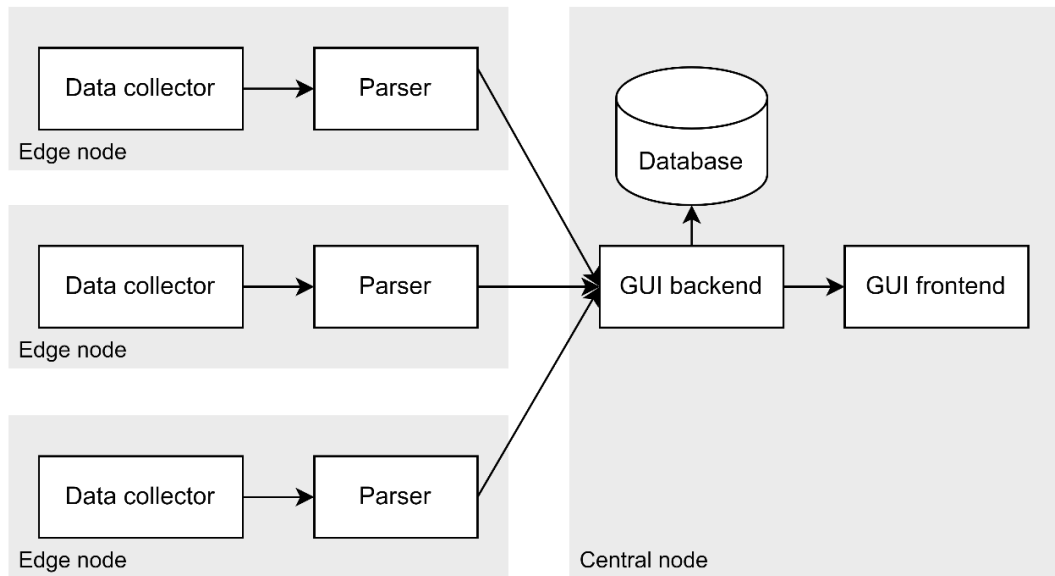 Data collector
Parser
Edge node
Data collector
Parser
Edge node
Data collector
Parser
Edge node
Database
GUI backend
GUI frontend
Central node